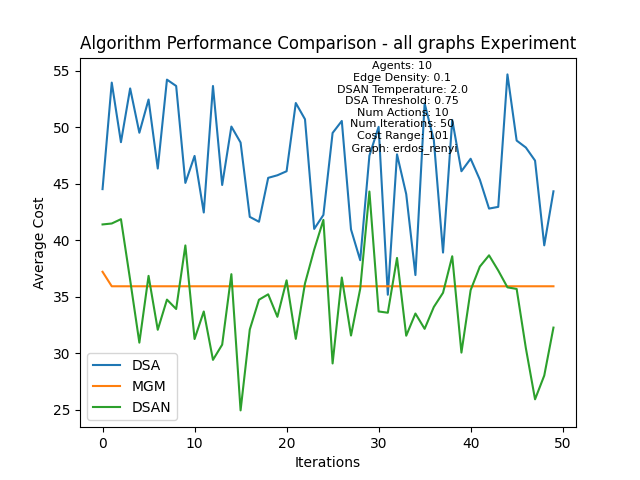 Algorithm Performance Comparison - all graphs Experiment
Agents: 10
Edge Density: 0.1
DSAN Temperature: 2.0
DSA Threshold: 0.75
Num Actions: 10
Num Iterations: 50
Cost Range: 101
Graph: erdos_renyi
Average Cost
55
50
45
40
35
30
25
DSA
MGM
DSAN
0
10
20
30
40
50
Iterations